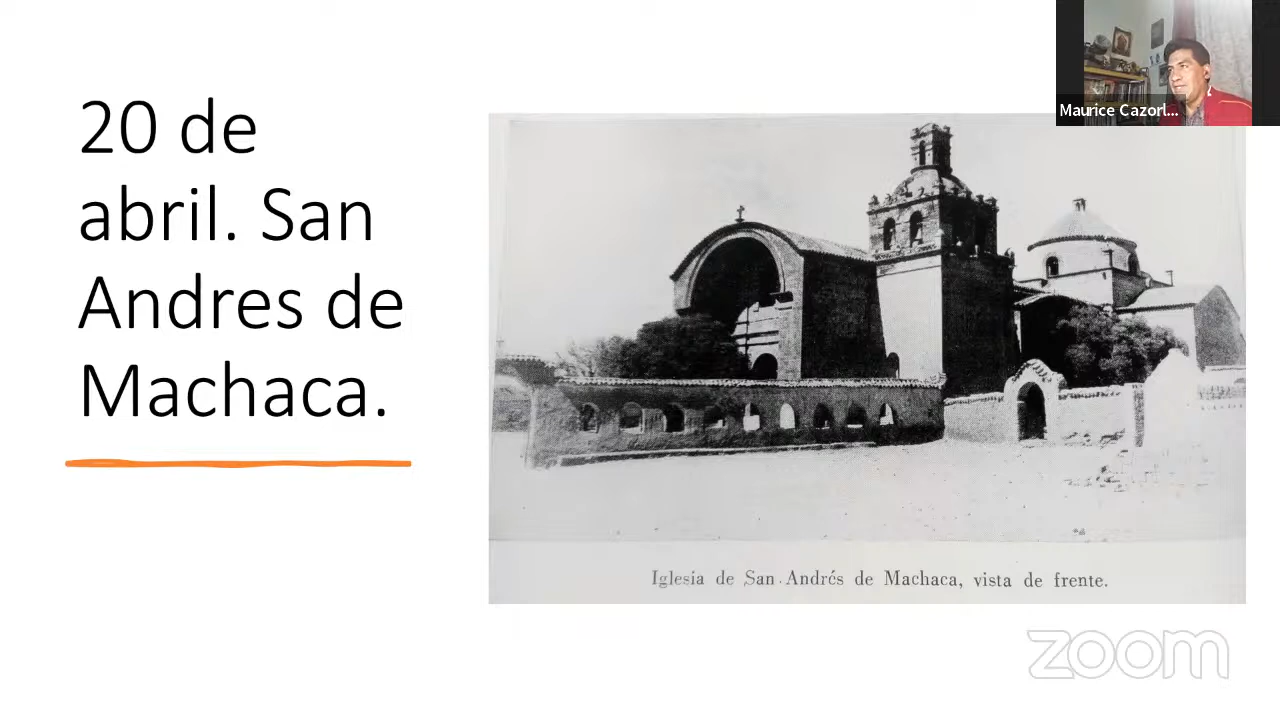 20 de
abril. San
Andres de
Machaca.
Maurice Cazorl...
Iglesia de San Andrés de Machaca, vista de frente.
zoom